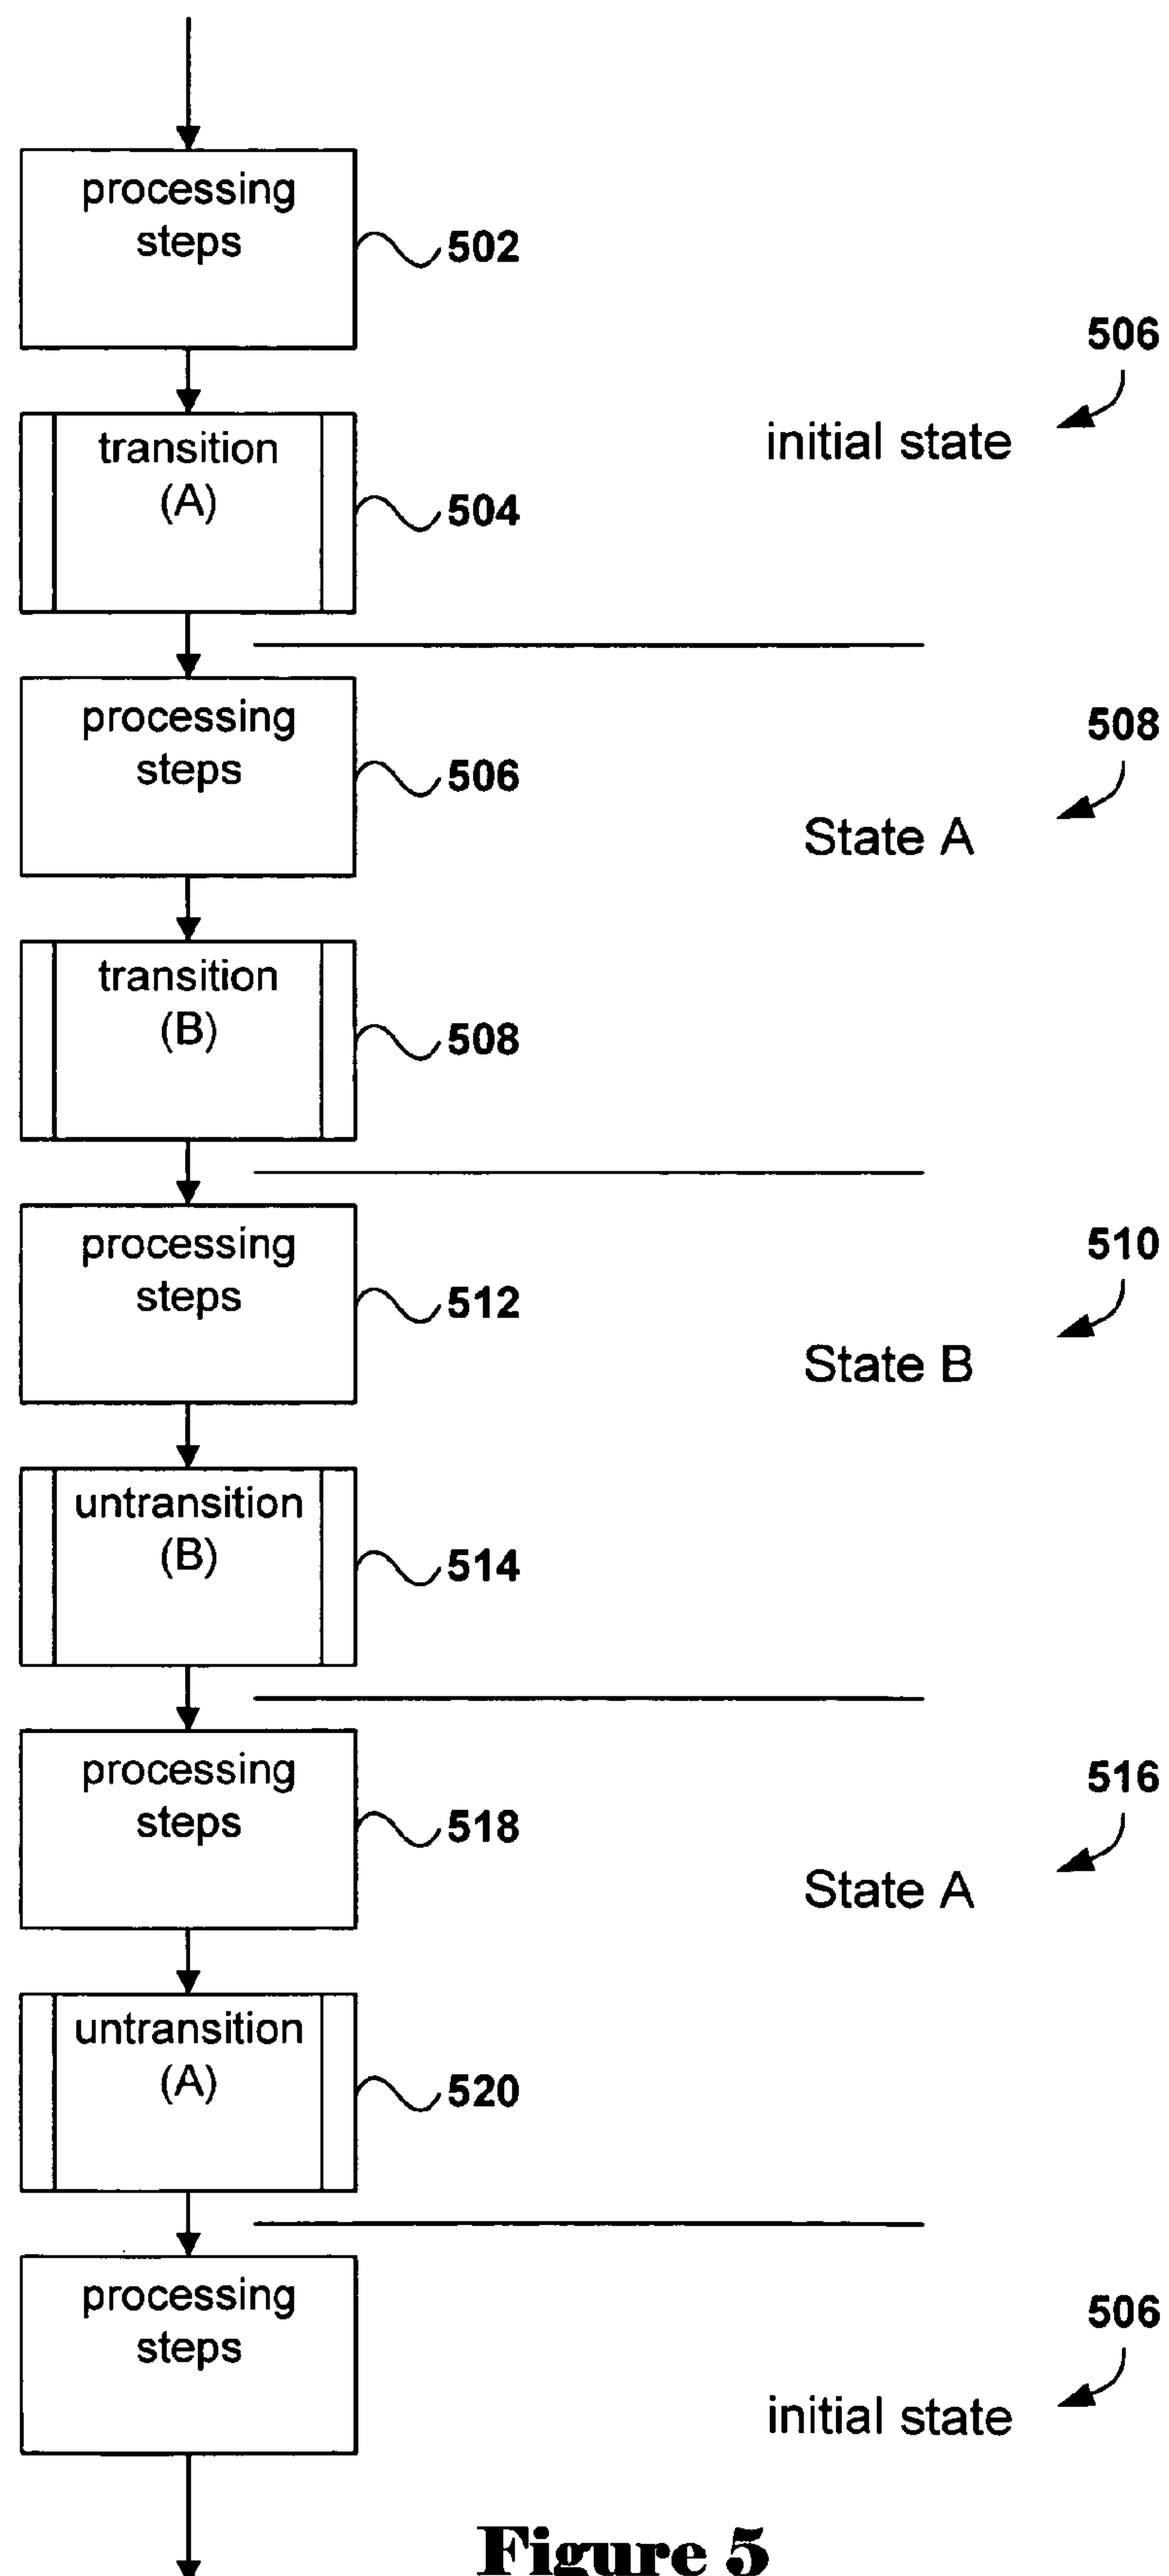 processing
steps
502
506
initial state
transition
(A)
504
processing
steps
506
508
State A
transition
(B)
508
processing
steps
512
510
State B
untransition
(B)
514
processing
steps
518
516
State A
untransition
(A)
520
processing
steps
506
initial state
Figure 5